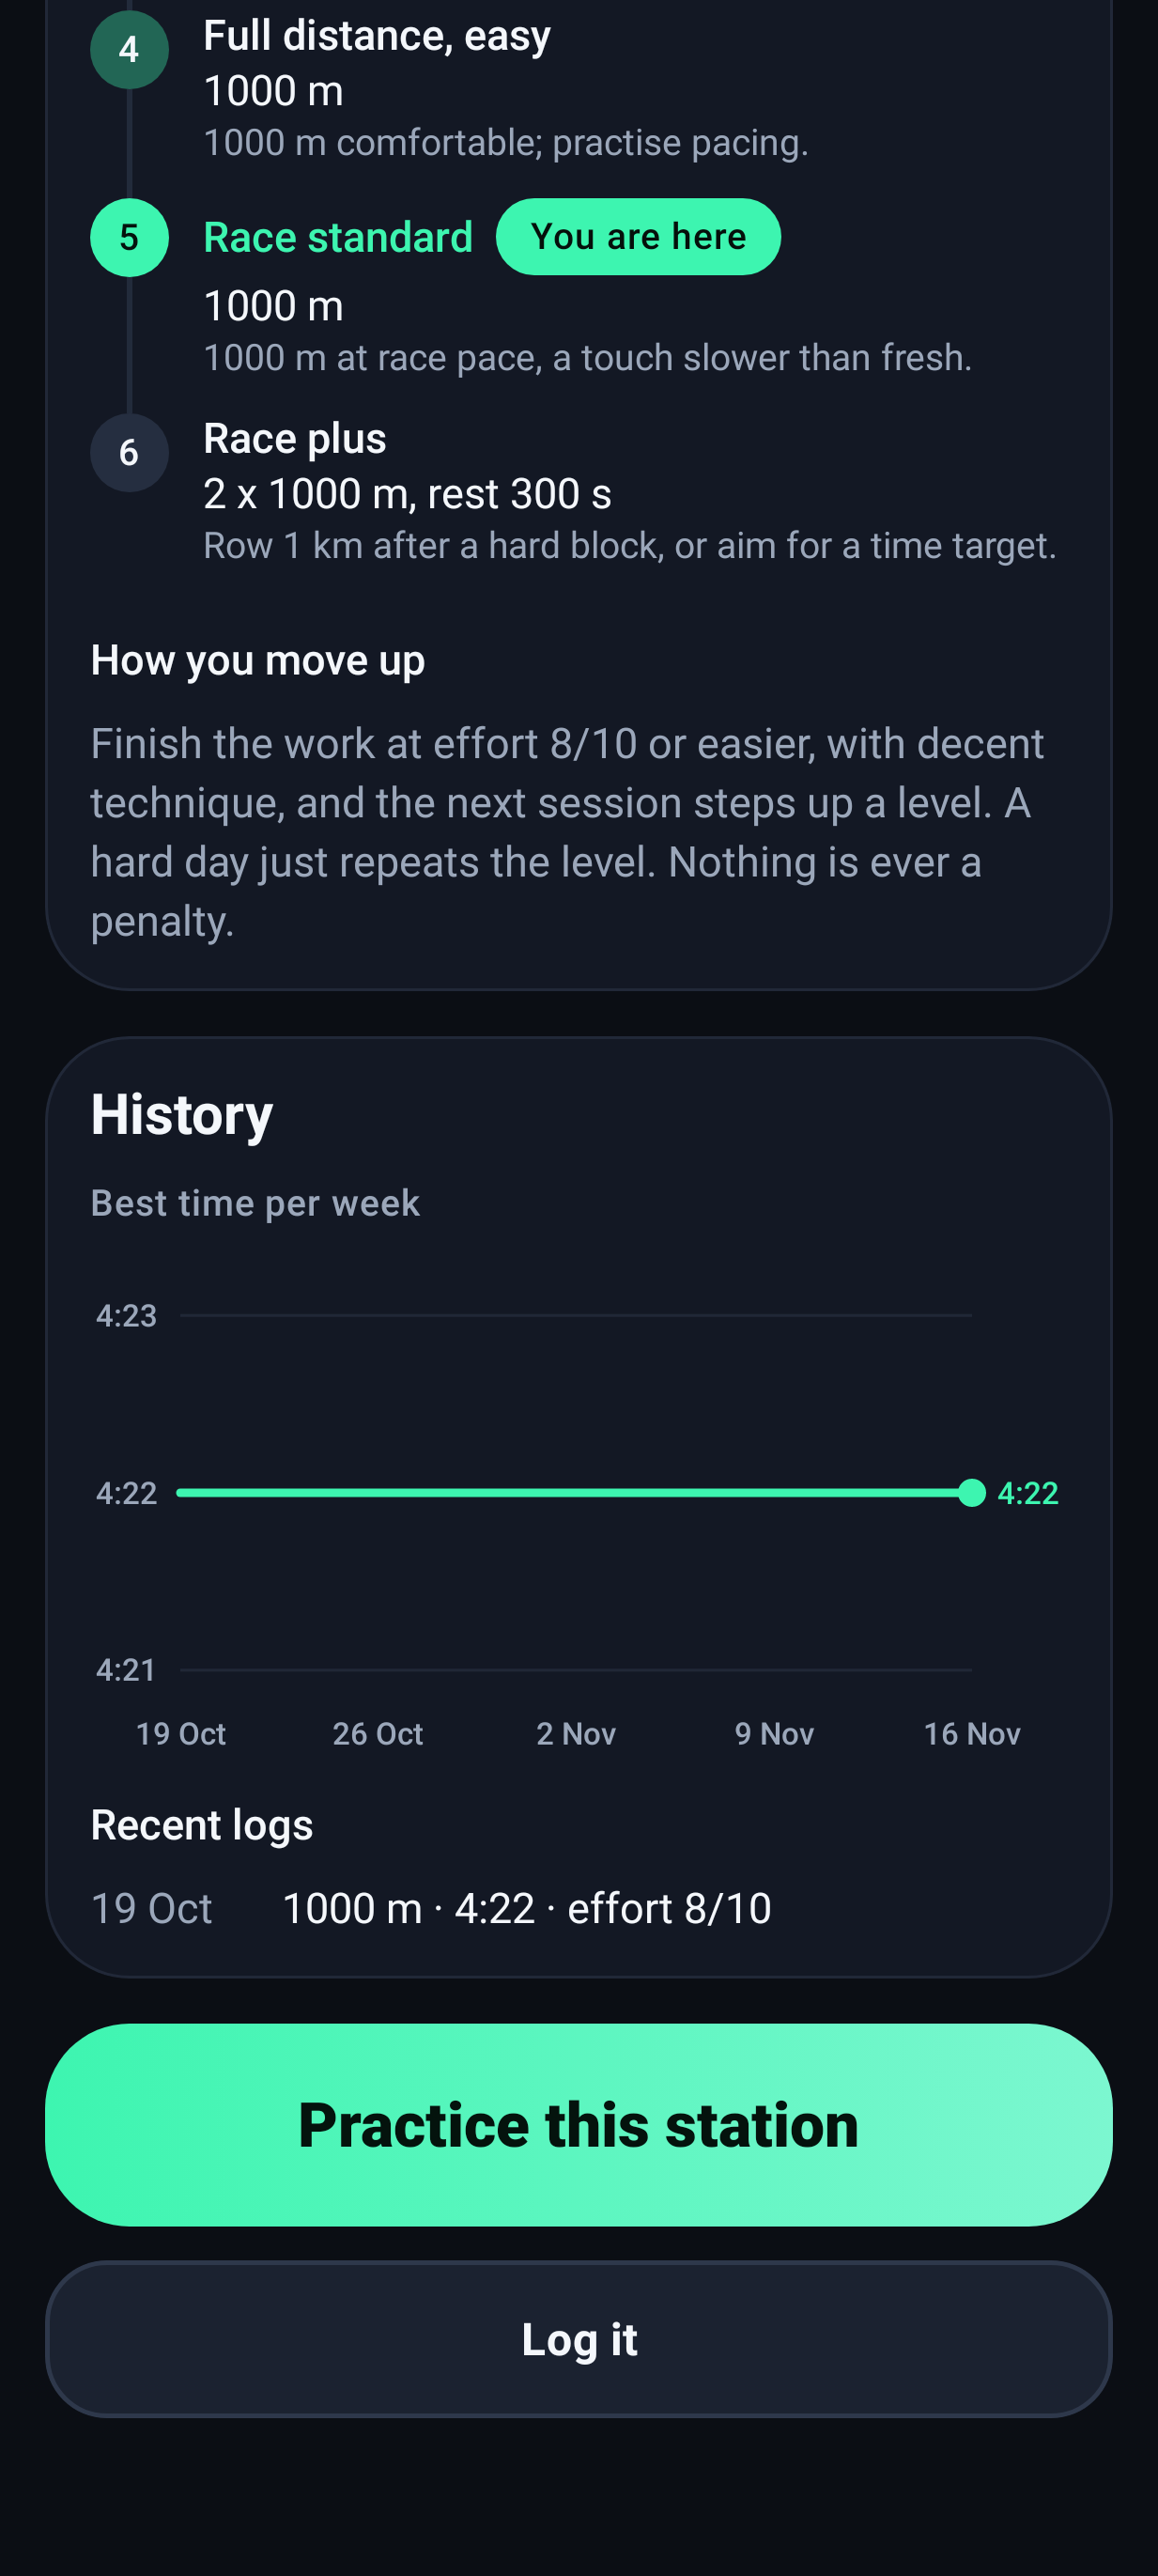 4
Full distance, easy
1000 m
1000 m comfortable; practise pacing.
5
Race standard
You are here
1000 m
1000 m at race pace, a touch slower than fresh.
6
Race plus
2 x 1000 m, rest 300 s
Row 1 km after a hard block, or aim for a time target.
How you move up
Finish the work at effort 8/10 or easier, with decent
technique, and the next session steps up a level. A
hard day just repeats the level. Nothing is ever a
penalty.
History
Best time per week
4:23
4:22
4:22
4:21
19 Oct 26 Oct 2 Nov 9 Nov 16 Nov
Recent logs
19 Oct 1000 m · 4:22 · effort 8/10
Practice this station
Log it